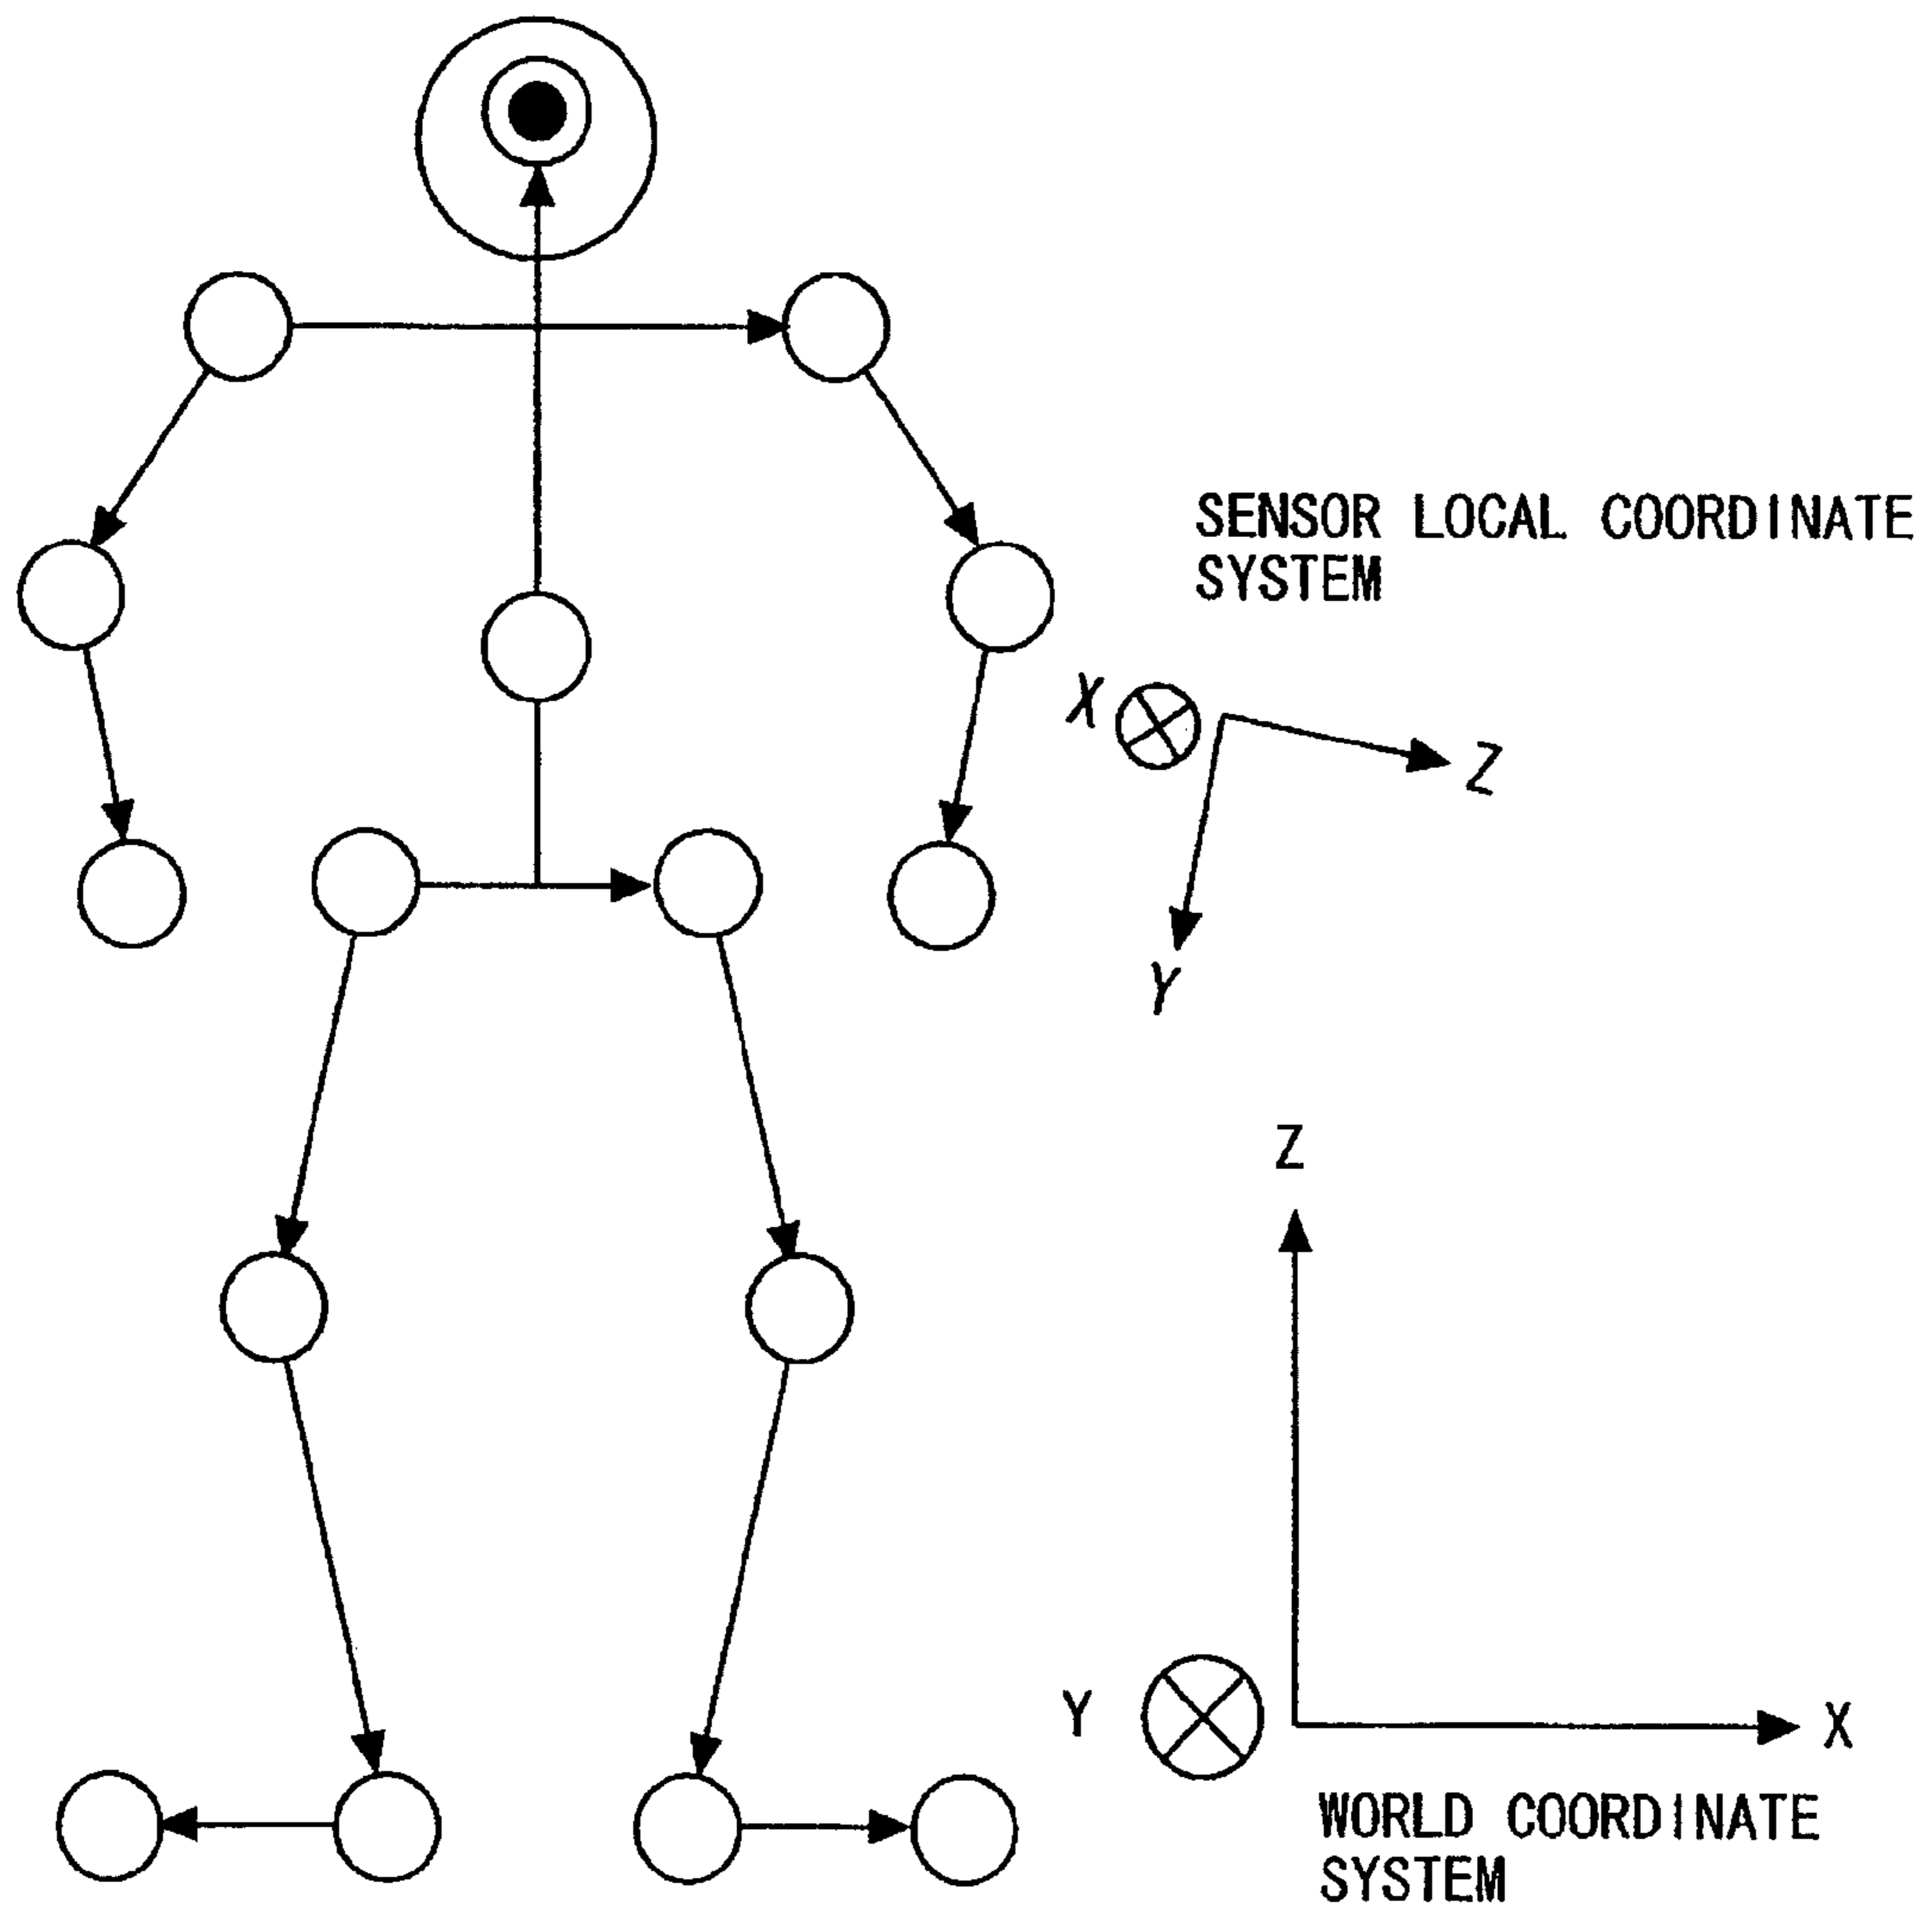 SENSOR LOCAL COORDINATE
SYSTEM
X
Z
Y
Z
Y
X
WORLD COORDINATE
SYSTEM